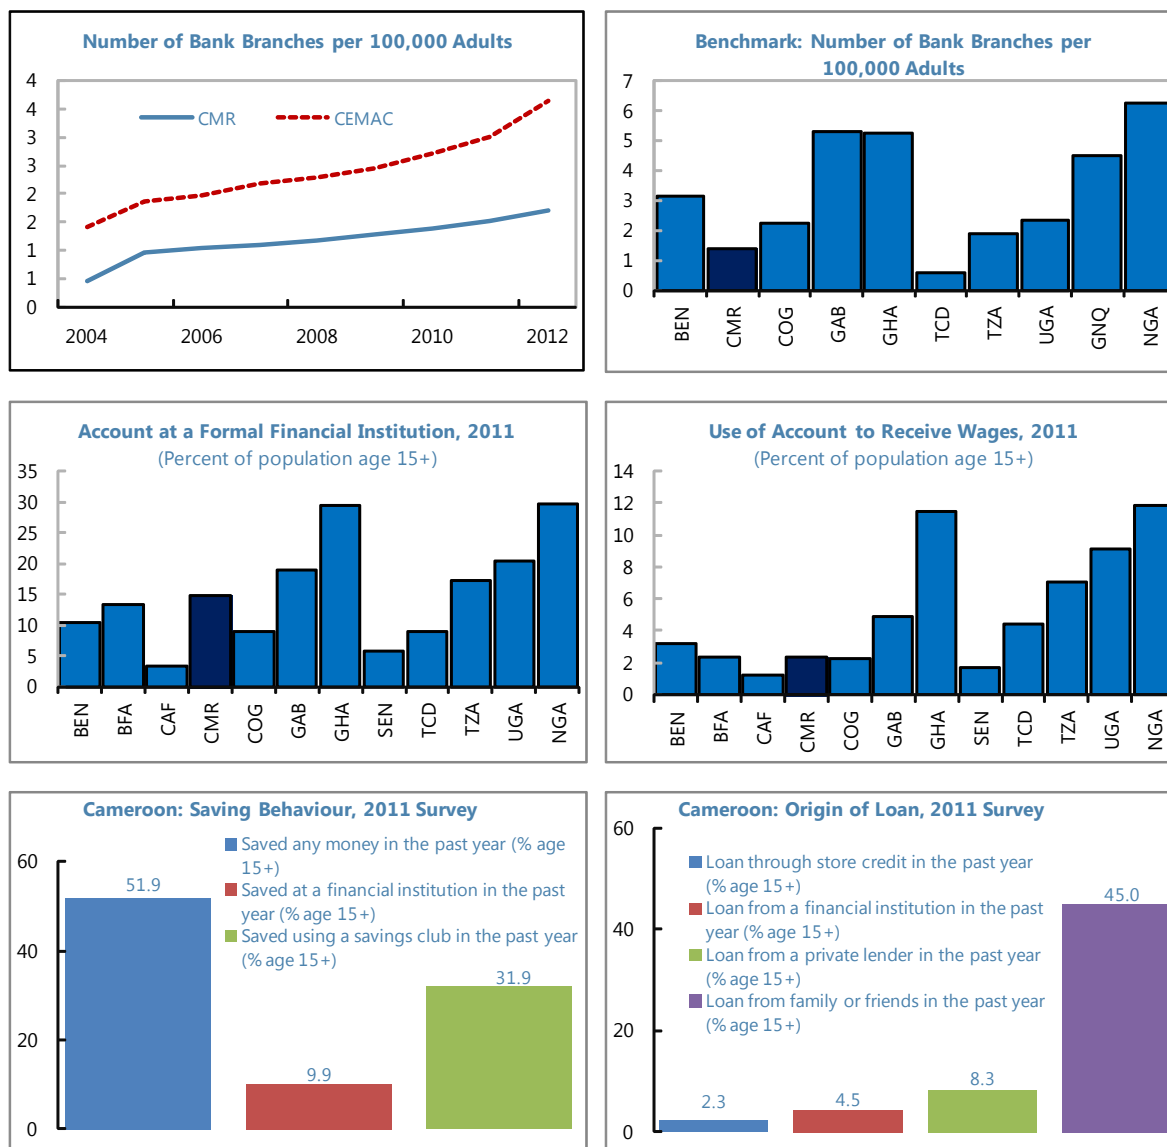 Number of Bank Branches per 100,000 Adults
4
4
3
3
2
2
1
1
0
CMR
CEMAC
2004
2006
2008
2010
2012
Benchmark: Number of Bank Branches per
100,000 Adults
7
6
5
4
3
2
1
0
BEN
CMR
COG
GAB
GHA
TCD
TZA
UGA
GNQ
NGA
Account at a Formal Financial Institution, 2011
(Percent of population age 15+)
35
30
25
20
15
10
5
0
BEN
BFA
CAF
CMR
COG
GAB
GHA
SEN
TCD
TZA
UGA
NGA
Use of Account to Receive Wages, 2011
(Percent of population age 15+)
14
12
10
8
6
4
2
0
BEN
BFA
CAF
CMR
COG
GAB
GHA
SEN
TCD
TZA
UGA
NGA
Cameroon: Saving Behaviour, 2011 Survey
Saved any money in the past year (% age
15+)
Saved at a financial institution in the past
year (% age 15+)
Saved using a savings club in the past year
(% age 15+)
60
40
20
0
51.9
9.9
31.9
Cameroon: Origin of Loan, 2011 Survey
Loan through store credit in the past year
(% age 15+)
Loan from a financial institution in the past
year (% age 15+)
Loan from a private lender in the past year
(% age 15+)
Loan from family or friends in the past year
(% age 15+)
60
40
20
0
2.3
4.5
8.3
45.0